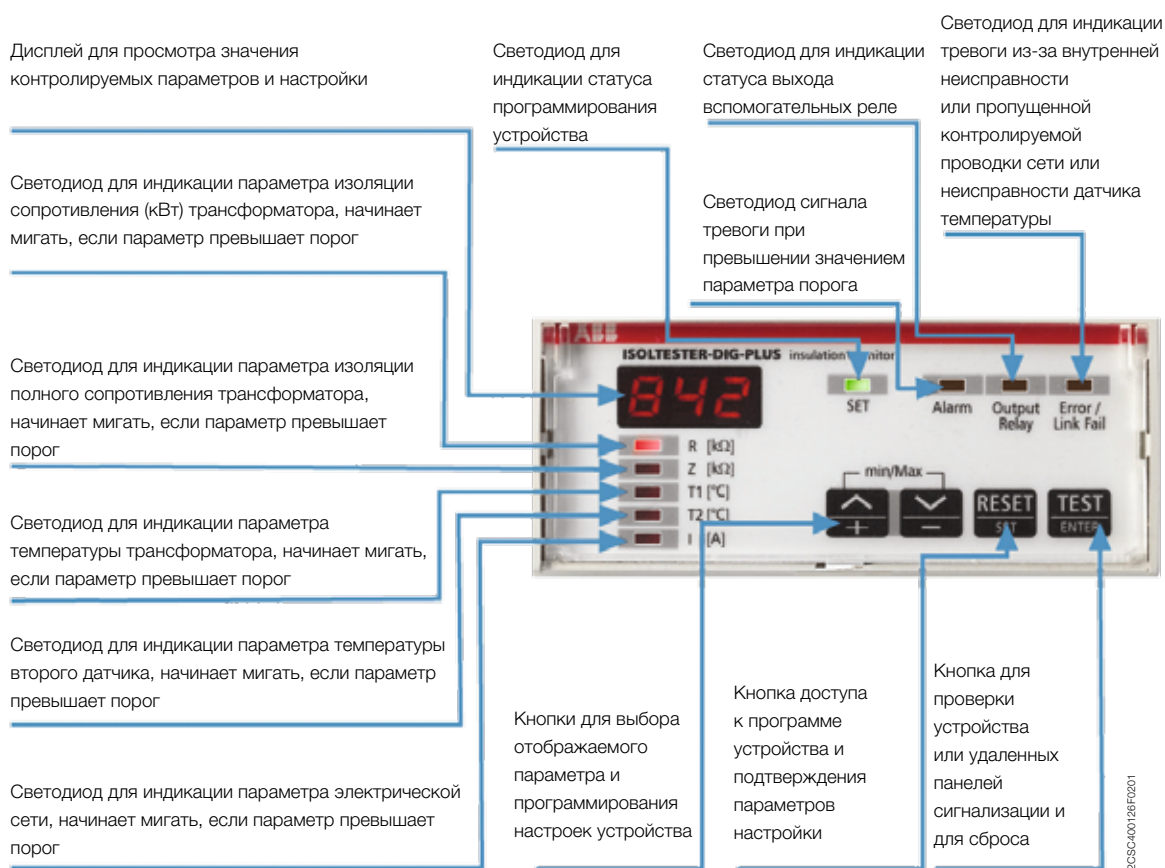 Дисплей для просмотра значения
контролируемых параметров и настройки
Светодиод для
индикации статуса
программирования
устройства
Светодиод для индикации
статуса выхода
вспомогательных реле
Светодиод для индикации
тревоги из-за внутренней
неисправности
или пропущенной
контролируемой
проводки сети или
неисправности датчика
температуры
Светодиод для индикации параметра изоляции
сопротивления (кВт) трансформатора, начинает
мигать, если параметр превышает порог
Светодиод сигнала
тревоги при
превышении значением
параметра порога
Светодиод для индикации параметра изоляции
полного сопротивления трансформатора,
начинает мигать, если параметр превышает
порог
Светодиод для индикации параметра
температуры трансформатора, начинает мигать,
если параметр превышает порог
Светодиод для индикации параметра температуры
второго датчика, начинает мигать, если параметр
превышает порог
Светодиод для индикации параметра электрической
сети, начинает мигать, если параметр превышает
порог
ABB
ISOLTESTER-DIG-PLUS insulation
842
SET
Alarm
Output
Relay
Error /
Link Fail
R [kΩ]
Z [kΩ]
T1 [°C]
T2 [°C]
I [A]
min/Max
+
−
RESET
SET
TEST
ENTER
Кнопки для выбора
отображаемого
параметра и
программирования
настроек устройства
Кнопка доступа
к программе
устройства и
подтверждения
параметров
настройки
Кнопка для
проверки
устройства
или удаленных
панелей
сигнализации и
для сброса
2CSC400126F0201